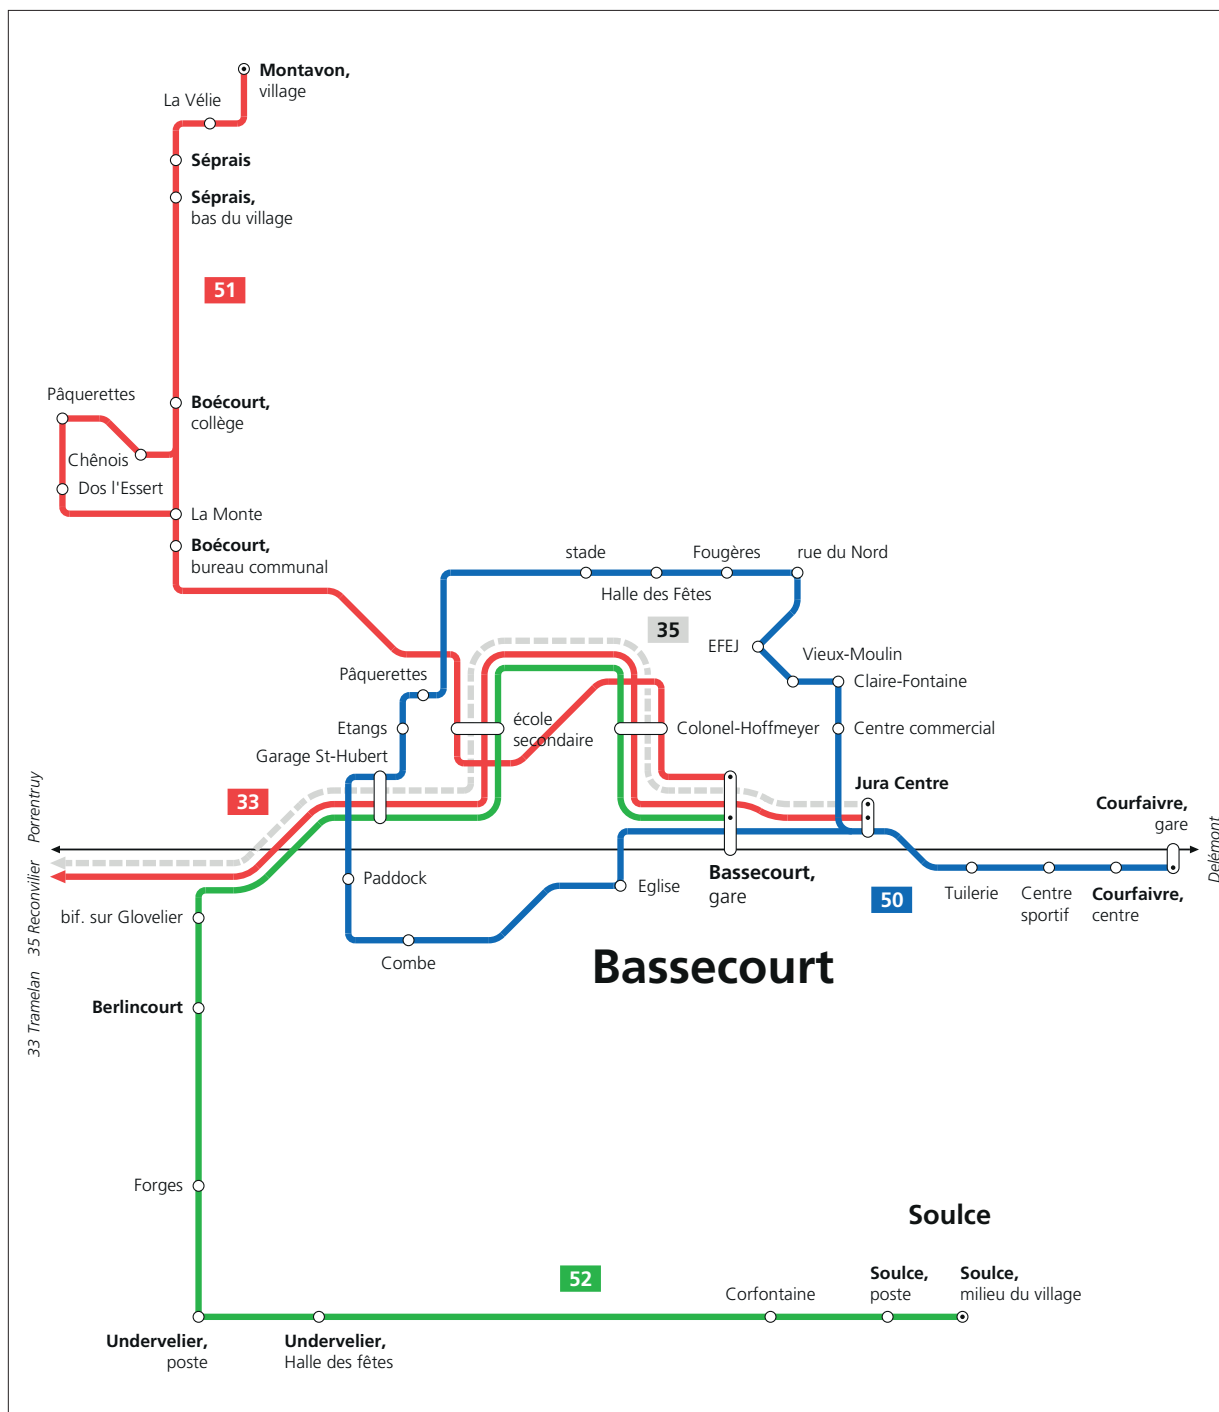 Montavon,
village
La Vélie
Séprais
Séprais,
bas du village
51
Pâquerettes
Boécourt,
collège
Chênois
Dos l'Essert
La Monte
Boécourt,
bureau communal
stade
Fougères
rue du Nord
Halle des Fêtes
35
EFEJ
Vieux-Moulin
Pâquerettes
Claire-Fontaine
Etangs
école
secondaire
Colonel-Hoffmeyer
Centre commercial
Garage St-Hubert
33
Jura Centre
Courfaivre,
gare
Porrentruy
Delémont
35 Reconvilier
33 Tramelan
Paddock
Eglise
Bassecourt,
gare
50
Tuilerie
Centre
sportif
Courfaivre,
centre
bif. sur Glovelier
Combe
Bassecourt
Berlincourt
Forges
Soulce
52
Corfontaine
Soulce,
poste
Soulce,
milieu du village
Undervelier,
poste
Undervelier,
Halle des fêtes